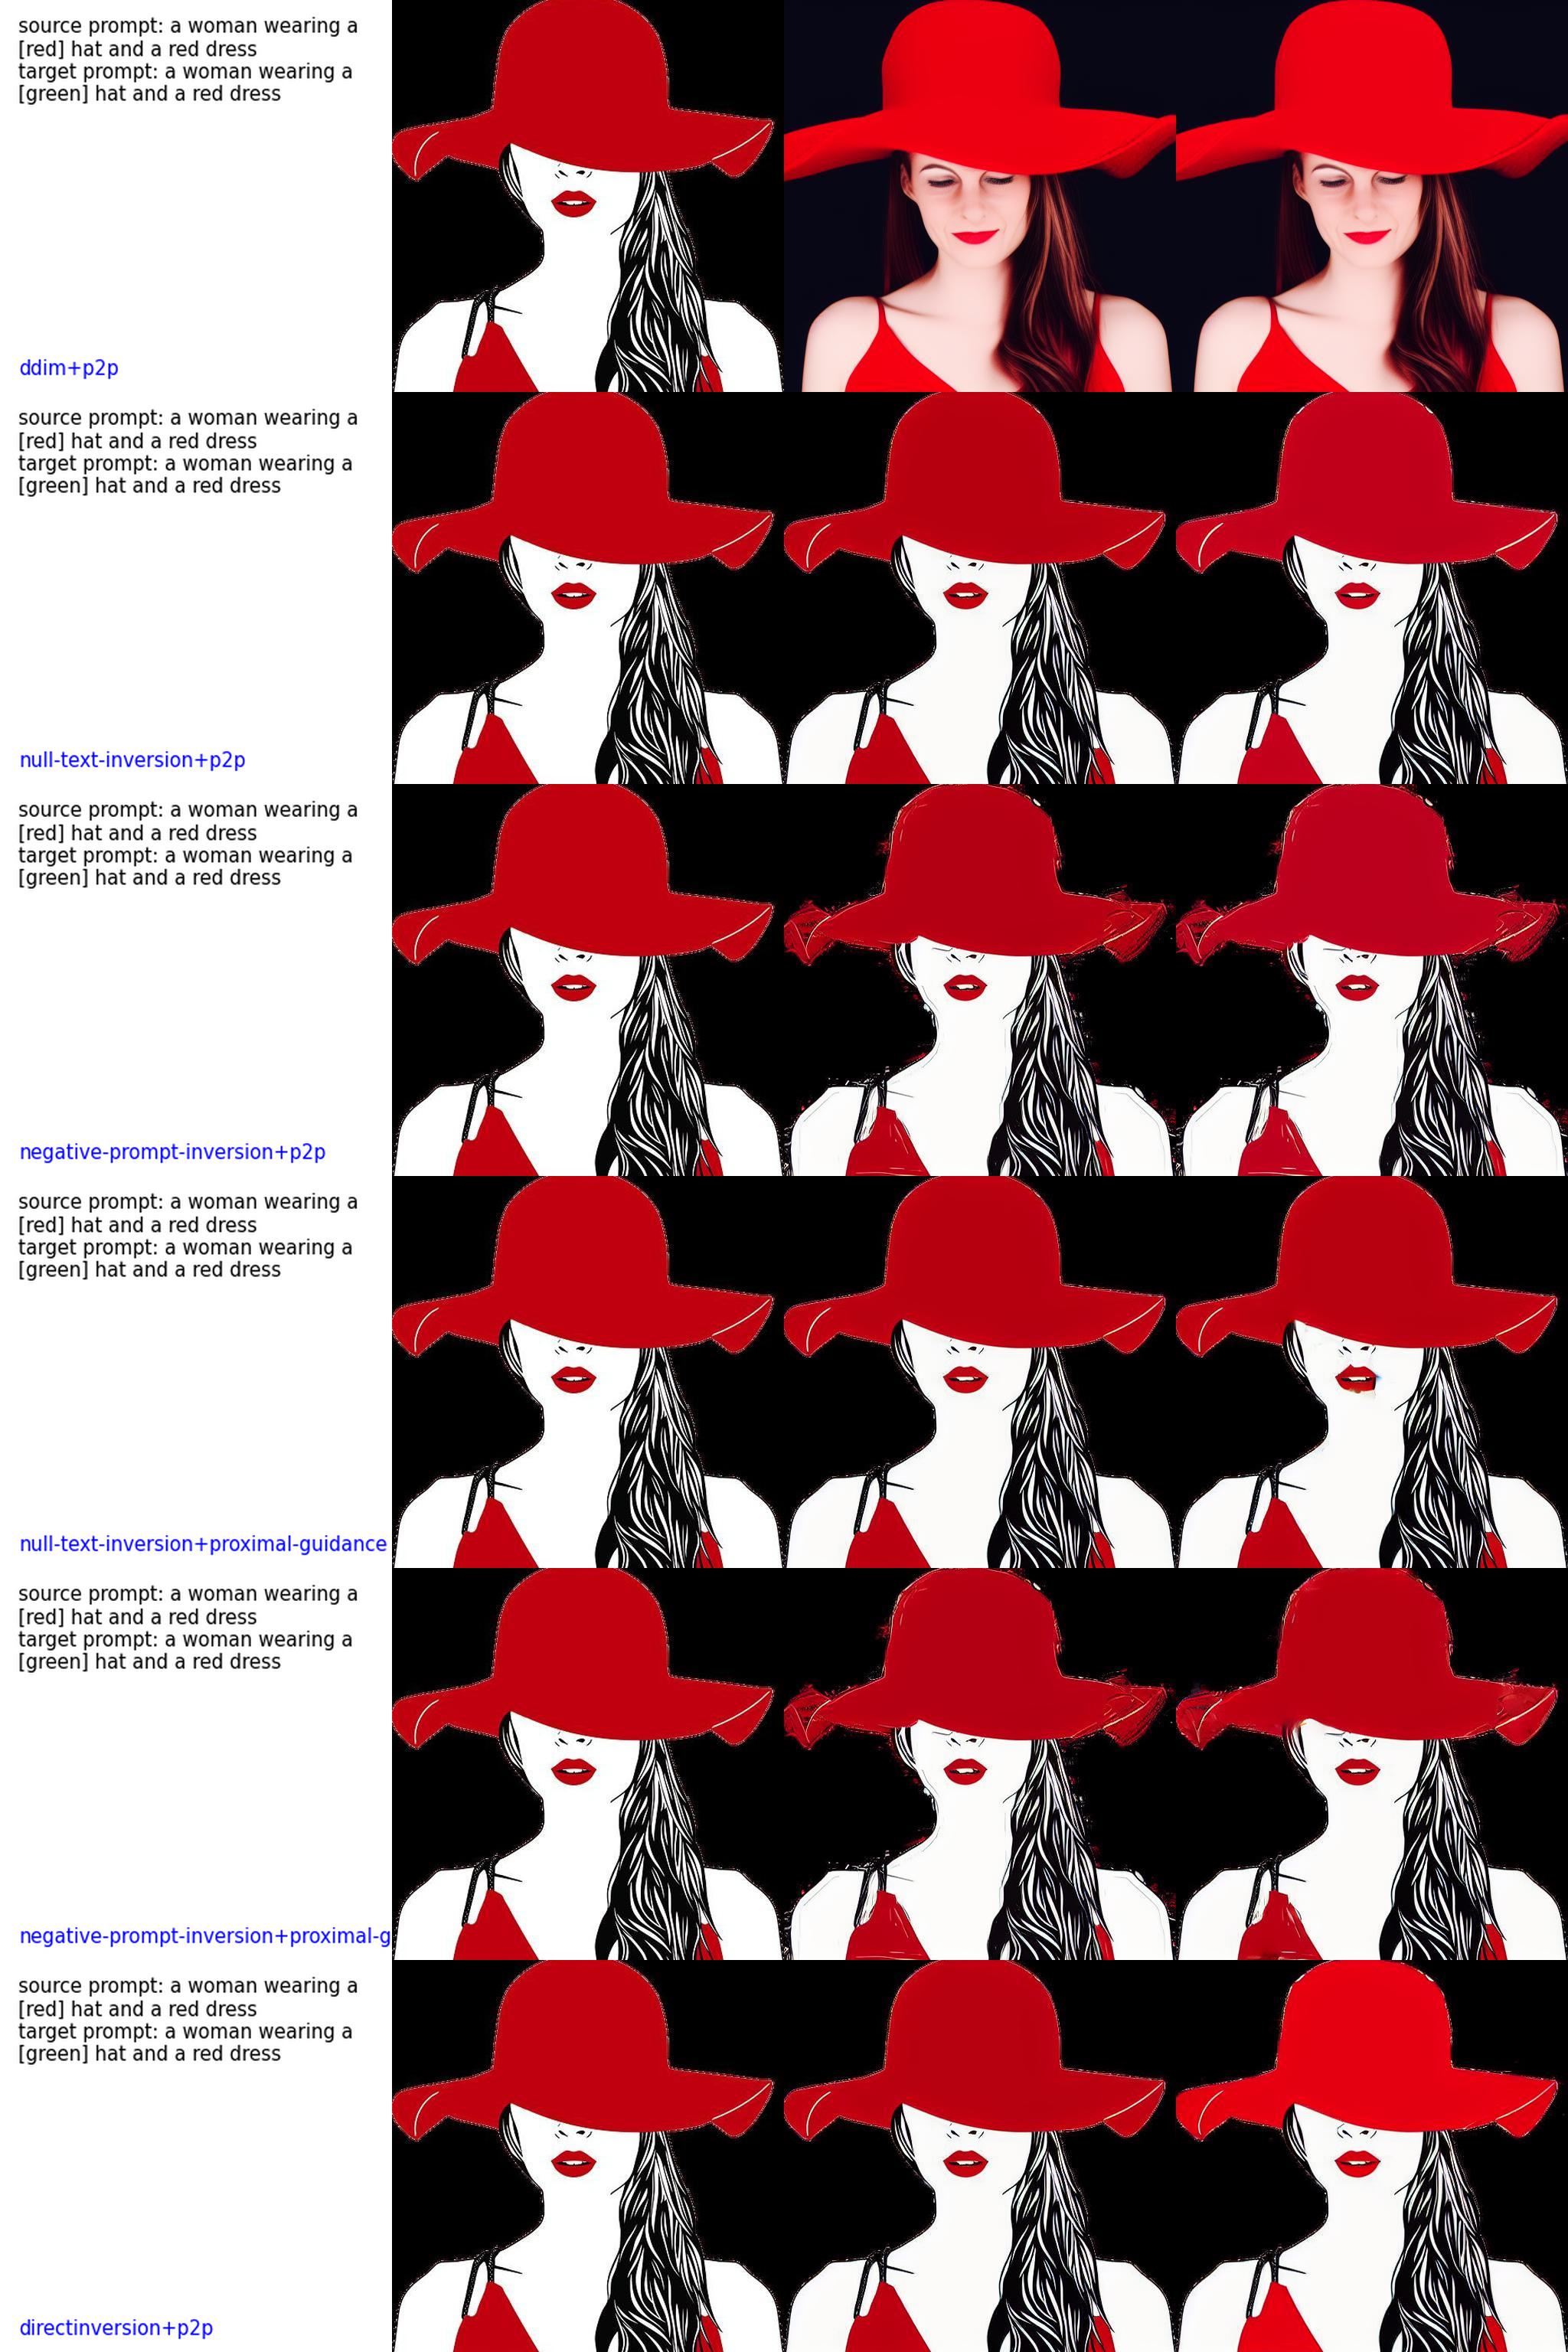 source prompt: a woman wearing a
[red] hat and a red dress
target prompt: a woman wearing a
[green] hat and a red dress
ddim+p2p
source prompt: a woman wearing a
[red] hat and a red dress
target prompt: a woman wearing a
[green] hat and a red dress
null-text-inversion+p2p
source prompt: a woman wearing a
[red] hat and a red dress
target prompt: a woman wearing a
[green] hat and a red dress
negative-prompt-inversion+p2p
source prompt: a woman wearing a
[red] hat and a red dress
target prompt: a woman wearing a
[green] hat and a red dress
null-text-inversion+proximal-guidance
source prompt: a woman wearing a
[red] hat and a red dress
target prompt: a woman wearing a
[green] hat and a red dress
negative-prompt-inversion+proximal-g
source prompt: a woman wearing a
[red] hat and a red dress
target prompt: a woman wearing a
[green] hat and a red dress
directinversion+p2p